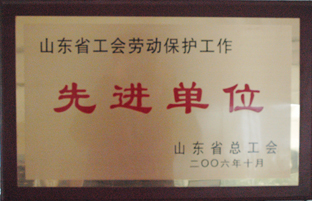 山东省工会劳动保护工作
先进单位
山东省总工会
二〇〇六年十月